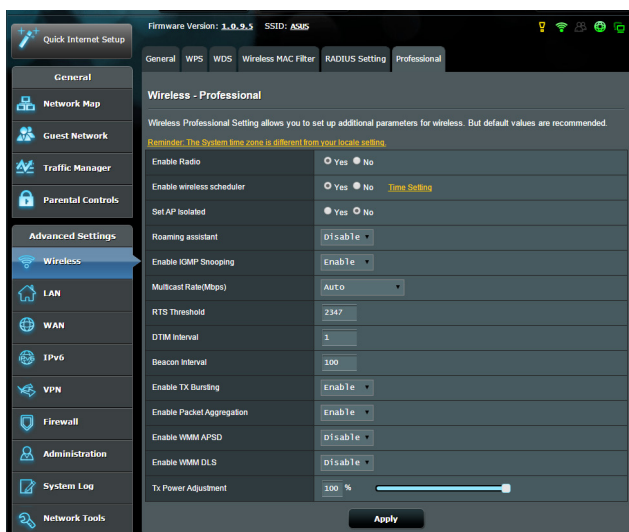 Quick Internet Setup
General
Network Map
Guest Network
Traffic Manager
Parental Controls
Advanced Settings
Wireless
LAN
WAN
IPv6
VPN
Firewall
Administration
System Log
Network Tools
Firmware Version: 1.0.9.5 SSID: ASUS
General WPS WDS Wireless MAC Filter RADIUS Setting Professional
Wireless - Professional
Wireless Professional Setting allows you to set up additional parameters for wireless. But default values are recommended.
Reminder: The System time zone is different from your locale setting.
Enable Radio Yes No
Enable wireless scheduler Yes No Time Setting
Set AP Isolated Yes No
Roaming assistant Disable
Enable IGMP Snooping Enable
Multicast Rate(Mbps) Auto
RTS Threshold 2347
DTIM Interval 1
Beacon Interval 100
Enable TX Bursting Enable
Enable Packet Aggregation Enable
Enable WMM APSD Disable
Enable WMM DLS Disable
Tx Power Adjustment 100 %
Apply